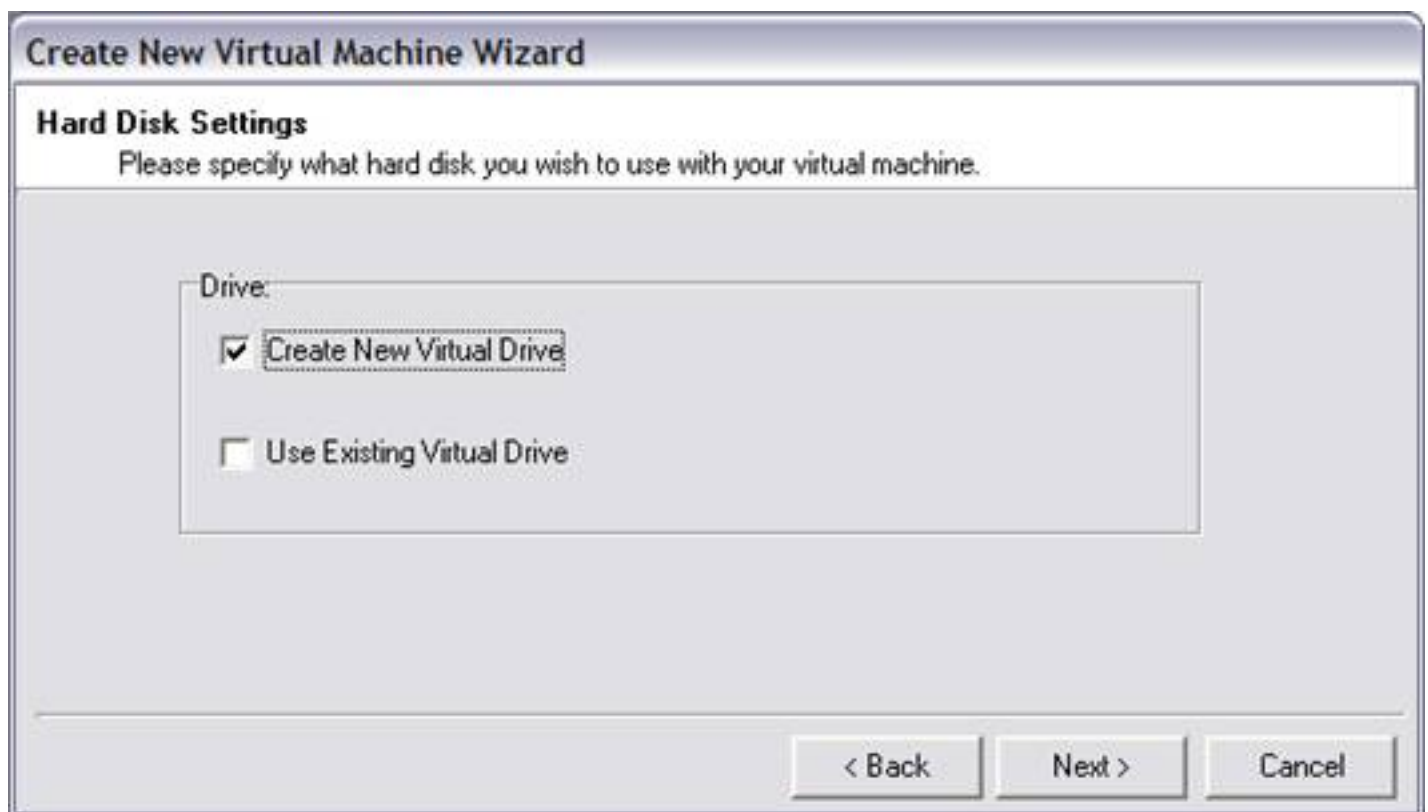 Create New Virtual Machine Wizard
Hard Disk Settings
Please specify what hard disk you wish to use with your virtual machine.
Drive:
Create New Virtual Drive
Use Existing Virtual Drive
< Back
Next >
Cancel